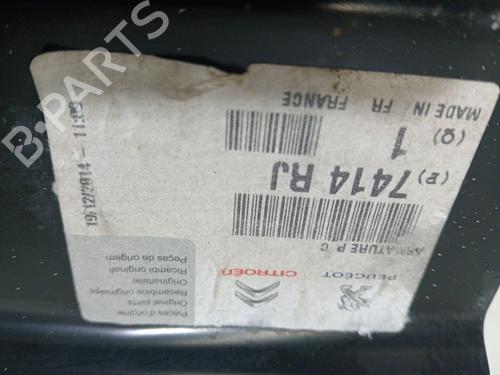 PEUGEOT
CITROËN
Pièces d'origine
Original parts
Recambios originales
Originalteile
Ricambi originali
Peças de origem
ARMATURE P C
(P) 7414 RJ
(Q) 1
MADE IN FR FRANCE
19/12/2014 - 11:09
B-PARTS